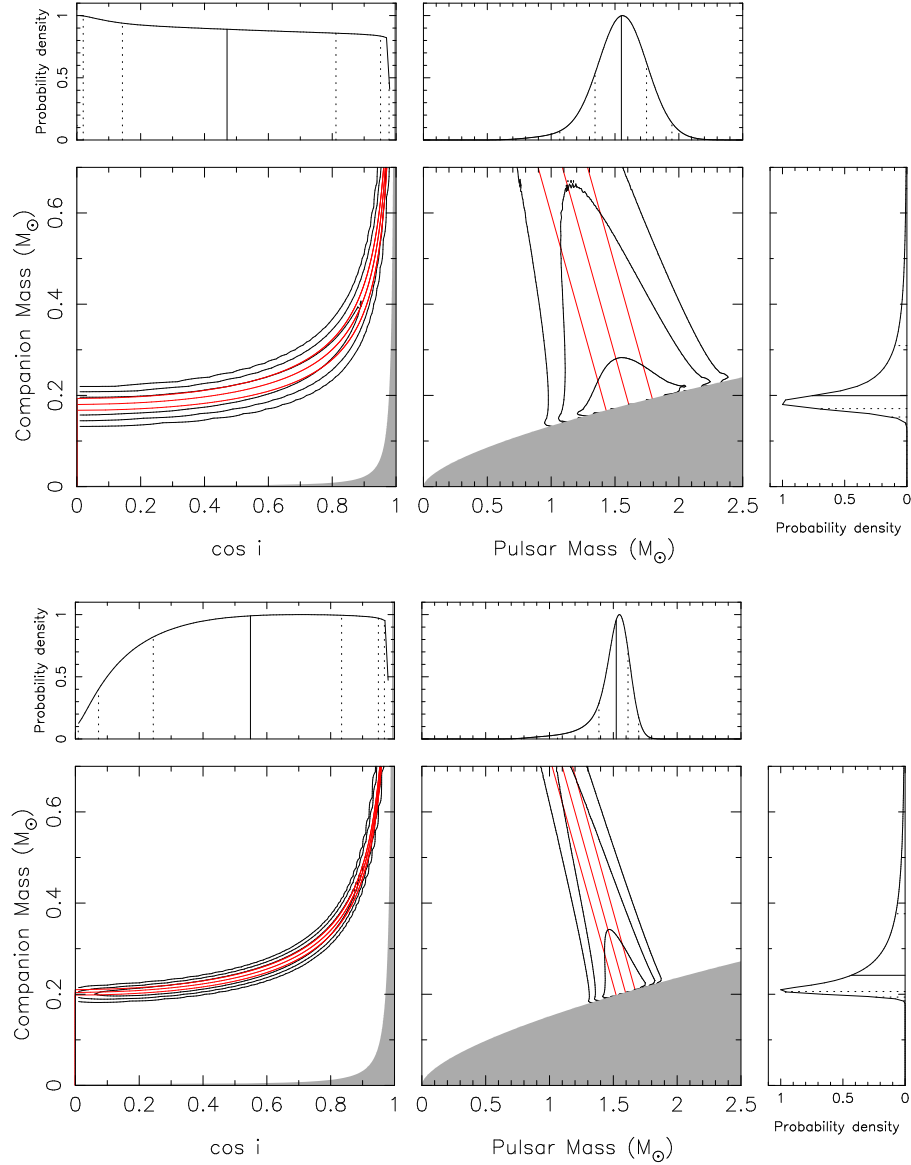 Probability density
0 0.5 1
Companion Mass (M☉)
0 0.2 0.4 0.6
0 0.2 0.4 0.6 0.8 1
cos i
0 0.5 1 1.5 2 2.5
Pulsar Mass (M☉)
1 0.5 0
Probability density
Probability density
0 0.5 1
Companion Mass (M☉)
0 0.2 0.4 0.6
0 0.2 0.4 0.6 0.8 1
cos i
0 0.5 1 1.5 2 2.5
Pulsar Mass (M☉)
1 0.5 0
Probability density